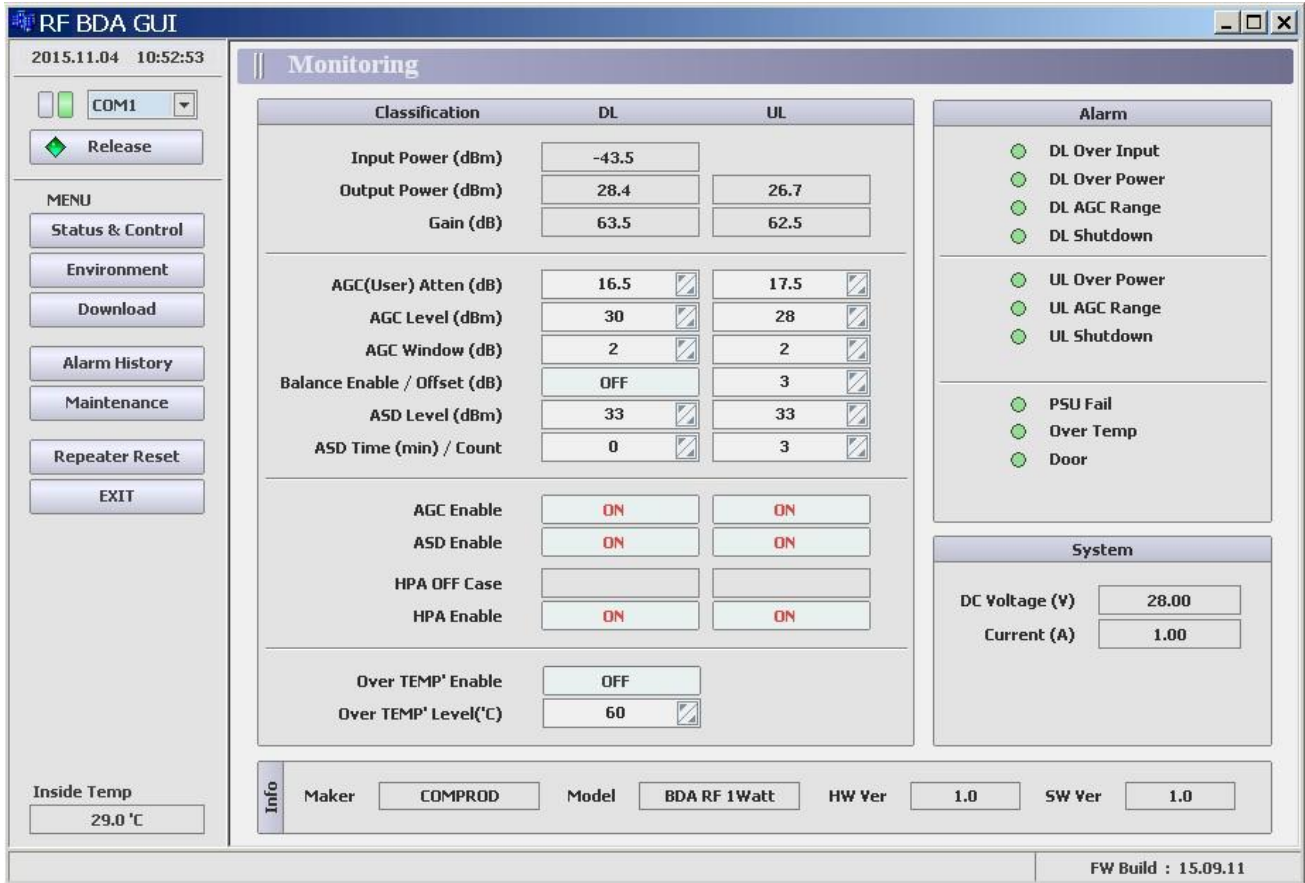 RF BDA GUI
2015.11.04 10:52:53
COM1
Release
MENU
Status & Control
Environment
Download
Alarm History
Maintenance
Repeater Reset
EXIT
Inside Temp
29.0 'C
Monitoring
Classification DL UL
Input Power (dBm) -43.5
Output Power (dBm) 28.4 26.7
Gain (dB) 63.5 62.5
AGC(User) Atten (dB) 16.5 17.5
AGC Level (dBm) 30 28
AGC Window (dB) 2 2
Balance Enable / Offset (dB) OFF 3
ASD Level (dBm) 33 33
ASD Time (min) / Count 0 3
AGC Enable ON ON
ASD Enable ON ON
HPA OFF Case
HPA Enable ON ON
Over TEMP' Enable OFF
Over TEMP' Level('C) 60
Alarm
DL Over Input
DL Over Power
DL AGC Range
DL Shutdown
UL Over Power
UL AGC Range
UL Shutdown
PSU Fail
Over Temp
Door
System
DC Voltage (V) 28.00
Current (A) 1.00
Info
Maker COMPROD Model BDA RF 1Watt HW Ver 1.0 SW Ver 1.0
FW Build : 15.09.11